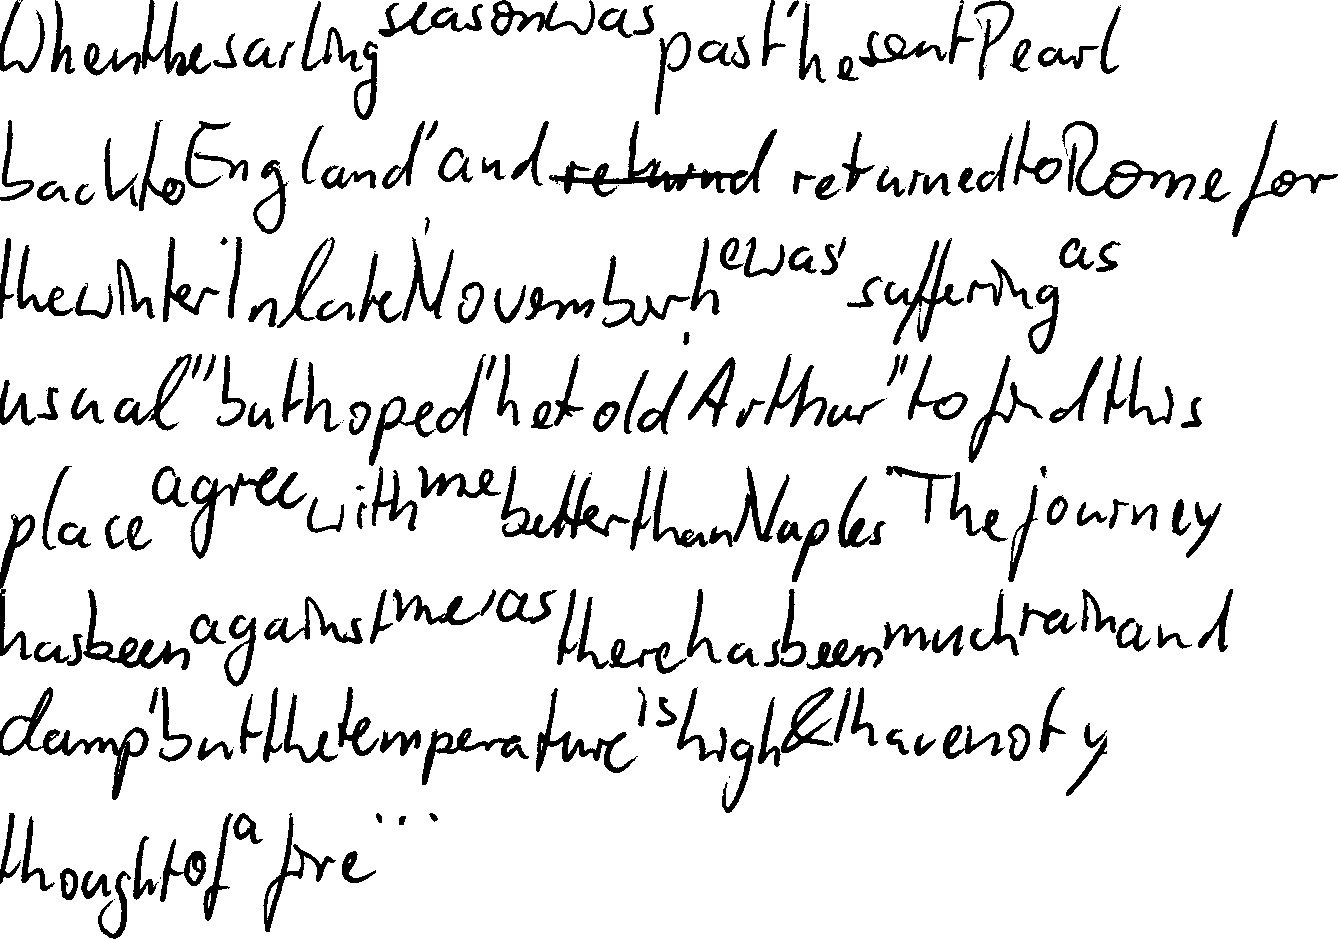 When the sailing season was past he sent Pearl
back to England, and returned to Rome for
the winter. In late November, he was suffering as
usual "but hoped", he told Arthur, "to find this
place agree with me better than Naples. The journey
has been against me, as there has been much rain and
damp, but the temperature is high & I have not y
thought of a fire...